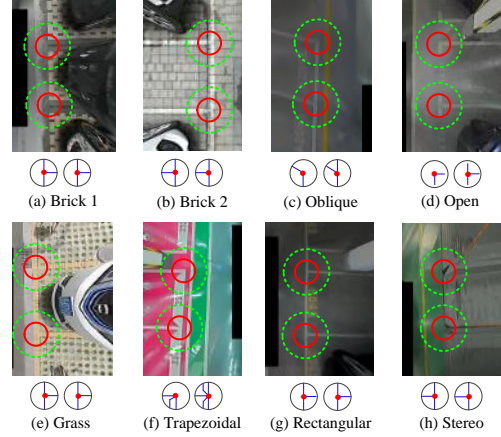 (a) Brick 1
(b) Brick 2
(c) Oblique
(d) Open
(e) Grass
(f) Trapezoidal
(g) Rectangular
(h) Stereo